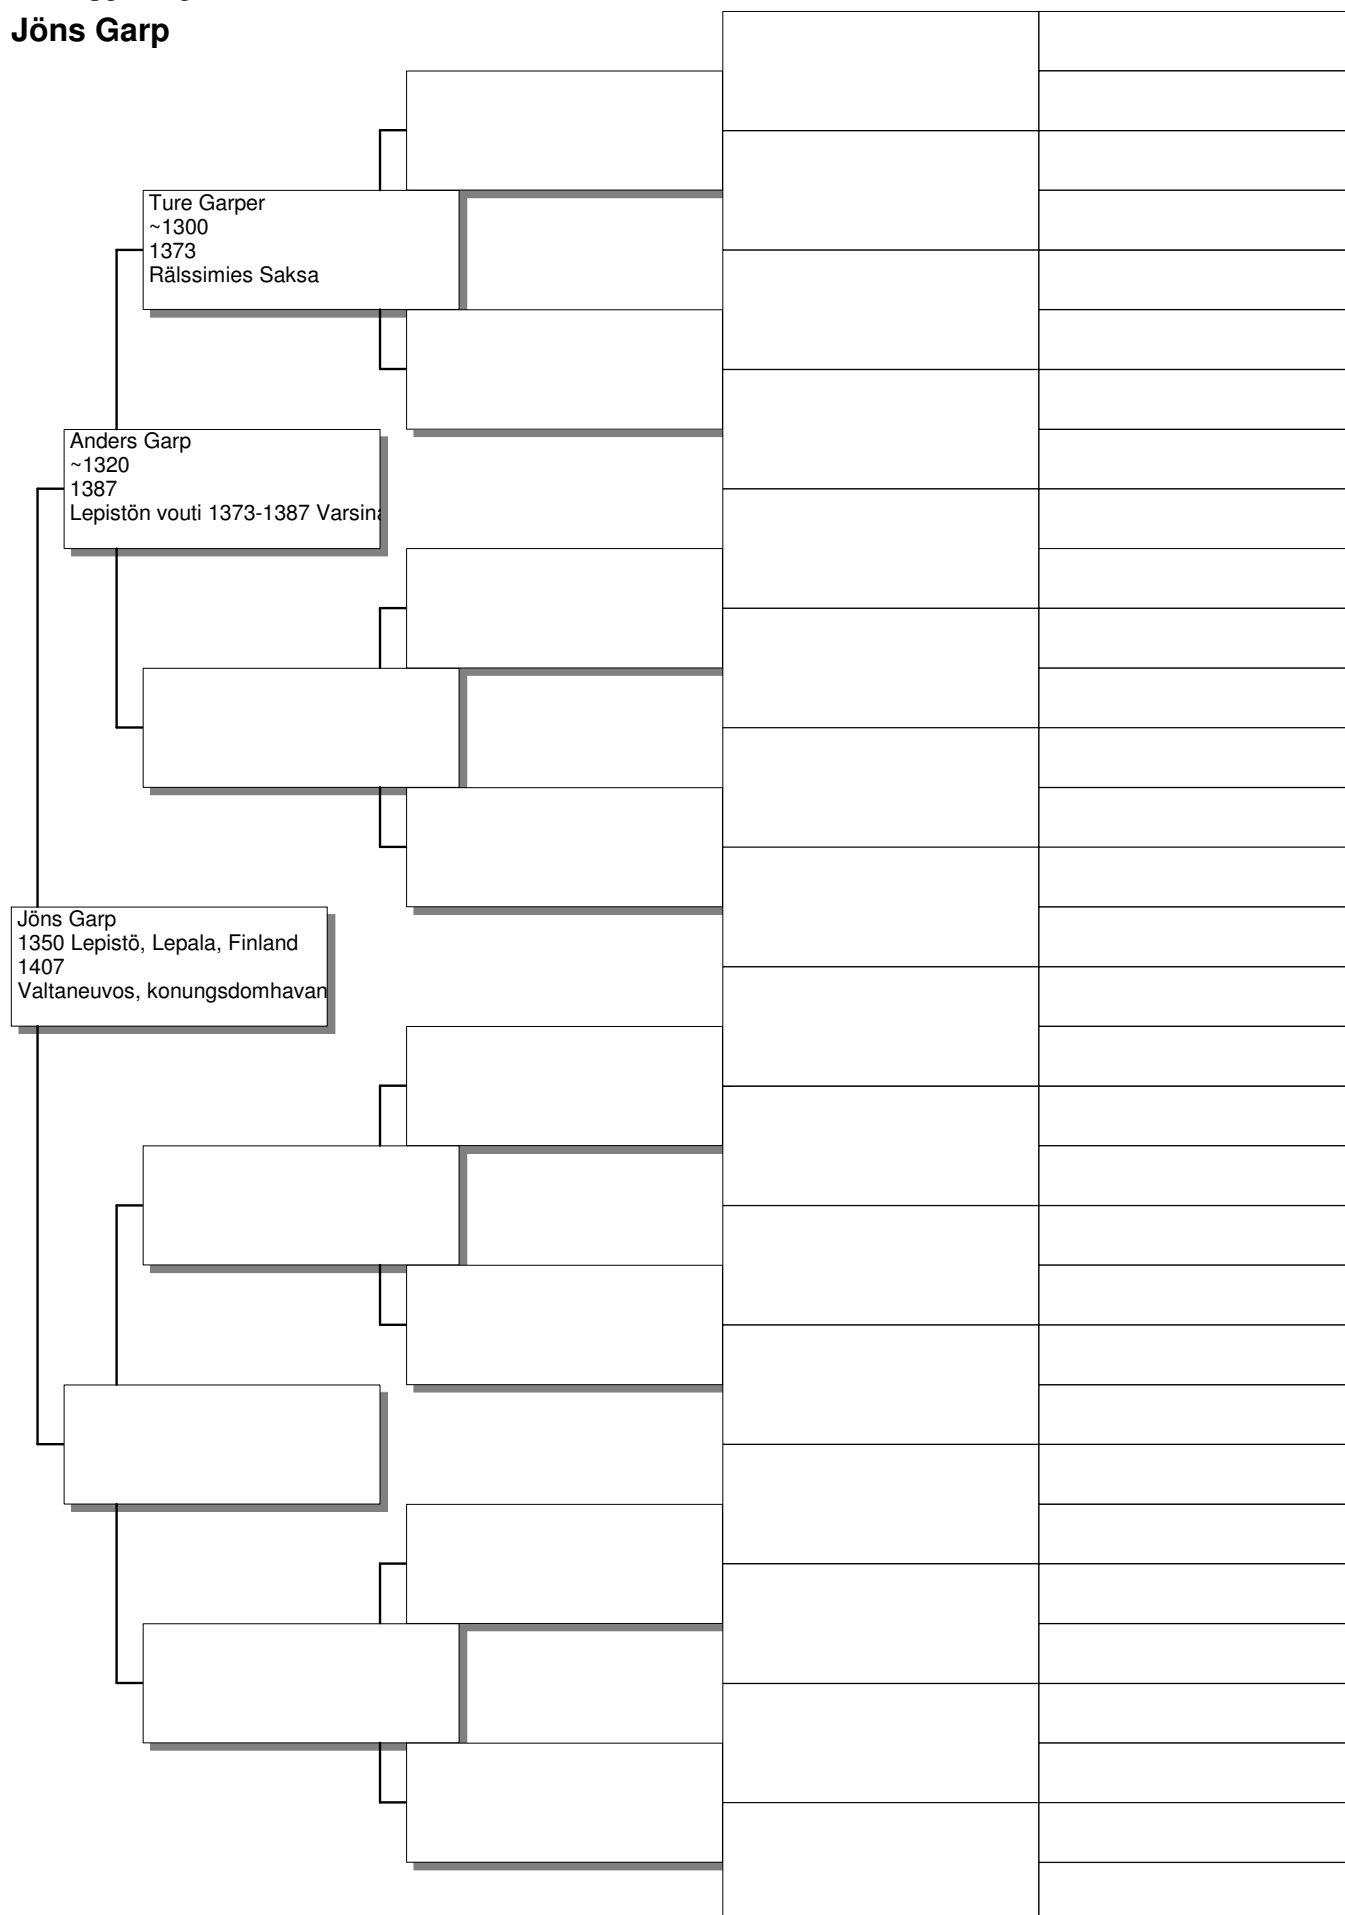 Jöns Garp
Ture Garper
~1300
1373
Rälssimies Saksa
Anders Garp
~1320
1387
Lepistön vouti 1373-1387 Varsina
Jöns Garp
1350 Lepistö, Lepala, Finland
1407
Valtaneuvos, konungsdomhavan